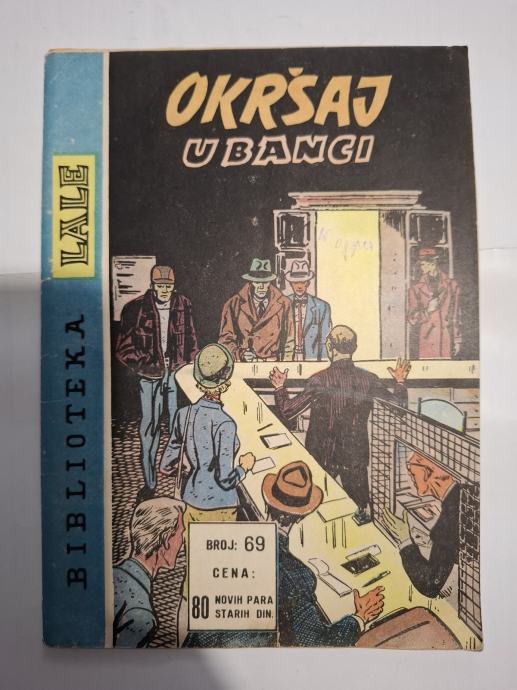 OKRŠAJ
U BANCI
BIBLIOTEKA LALE
BROJ: 69
CENA:
80 NOVIH PARA
STARIH DIN.